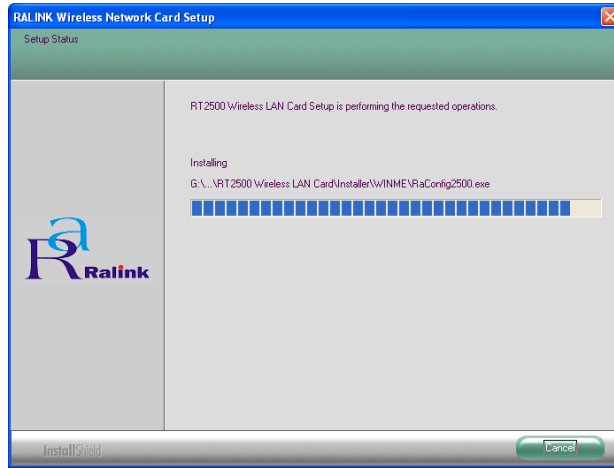 RALINK Wireless Network Card Setup
Setup Status
RT2500 Wireless LAN Card Setup is performing the requested operations.
Installing
G:\...\RT2500 Wireless LAN Card\Installer\WINME\RaConfig2500.exe
Ra
Ralink
InstallShield
Cancel